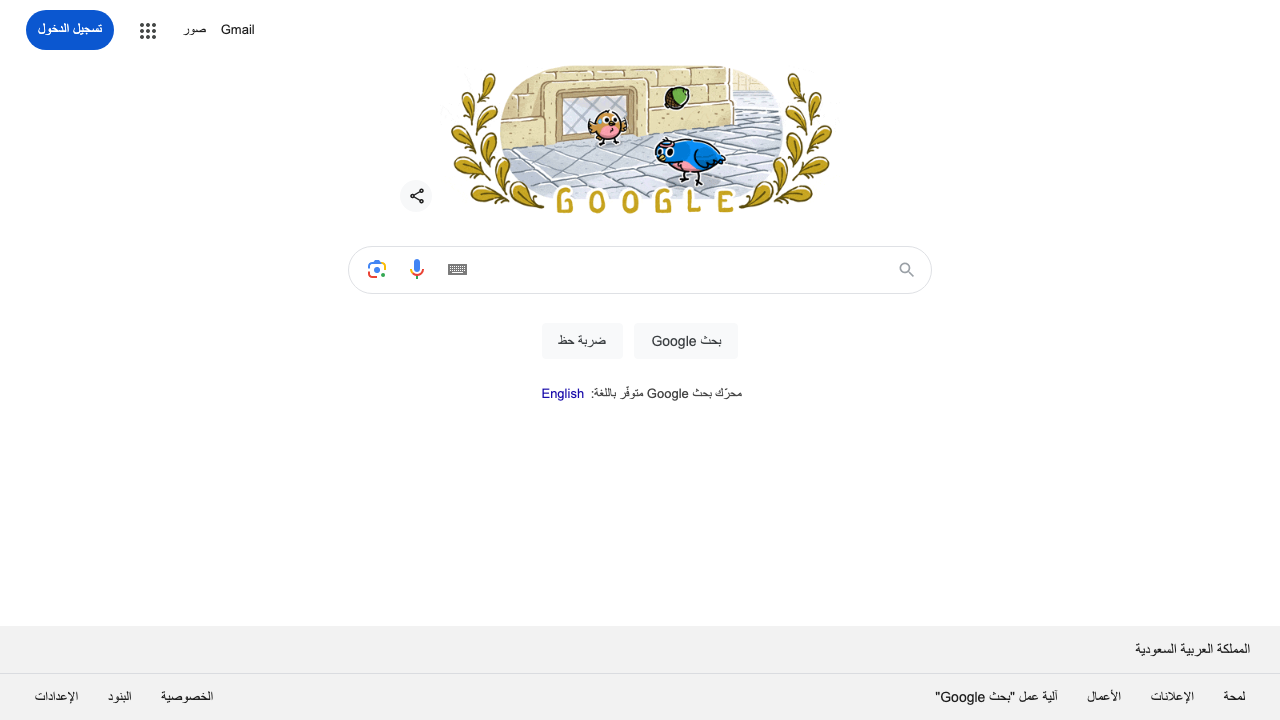 Gmail صور تسجيل الدخول
GOOGLE
بحث Google ضربة حظ
محرّك بحث Google متوفّر باللغة: English
المملكة العربية السعودية
لمحة الإعلانات الأعمال آلية عمل "بحث Google" الخصوصية البنود الإعدادات